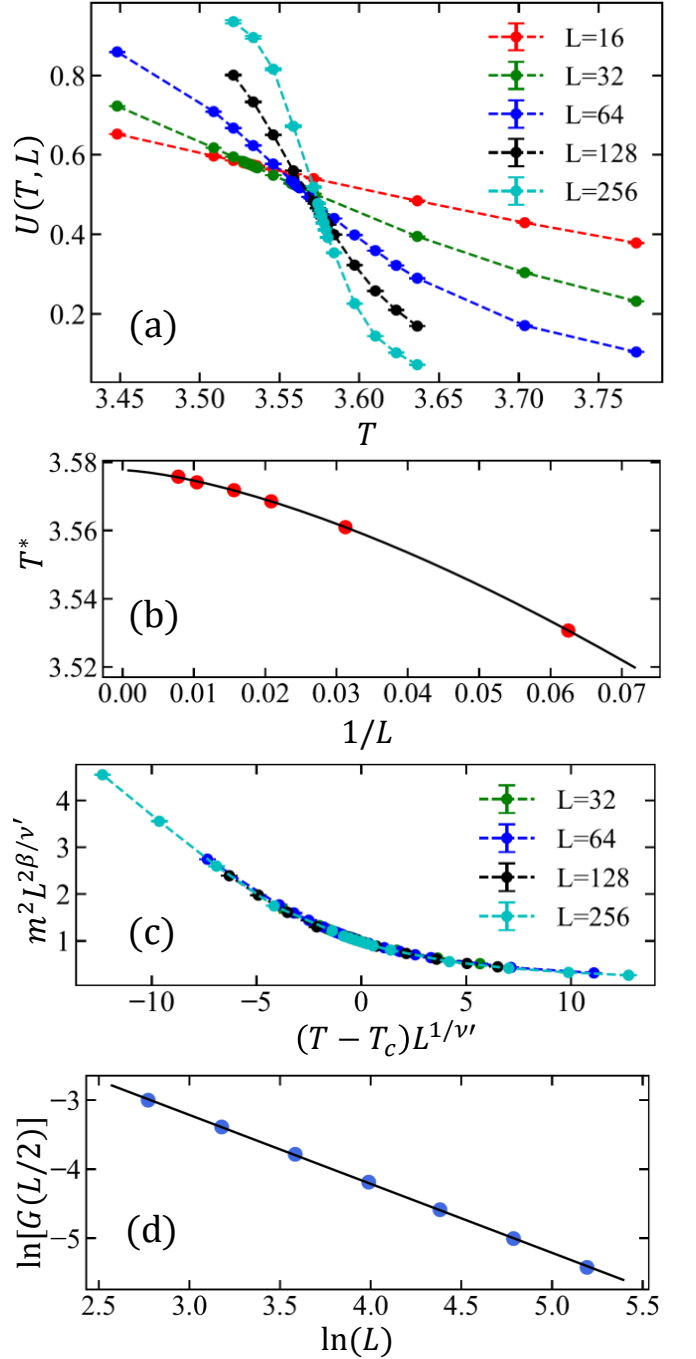 U(T, L)
0.8
0.6
0.4
0.2
L=16
L=32
L=64
L=128
L=256
(a)
3.45 3.50 3.55 3.60 3.65 3.70 3.75
T
T*
3.58
3.56
3.54
3.52
(b)
0.00 0.01 0.02 0.03 0.04 0.05 0.06 0.07
1/L
m²L^{2β/ν′}
4
3
2
1
L=32
L=64
L=128
L=256
(c)
−10 −5 0 5 10
(T − T_c)L^{1/ν′}
ln[G(L/2)]
−3
−4
−5
(d)
2.5 3.0 3.5 4.0 4.5 5.0 5.5
ln(L)